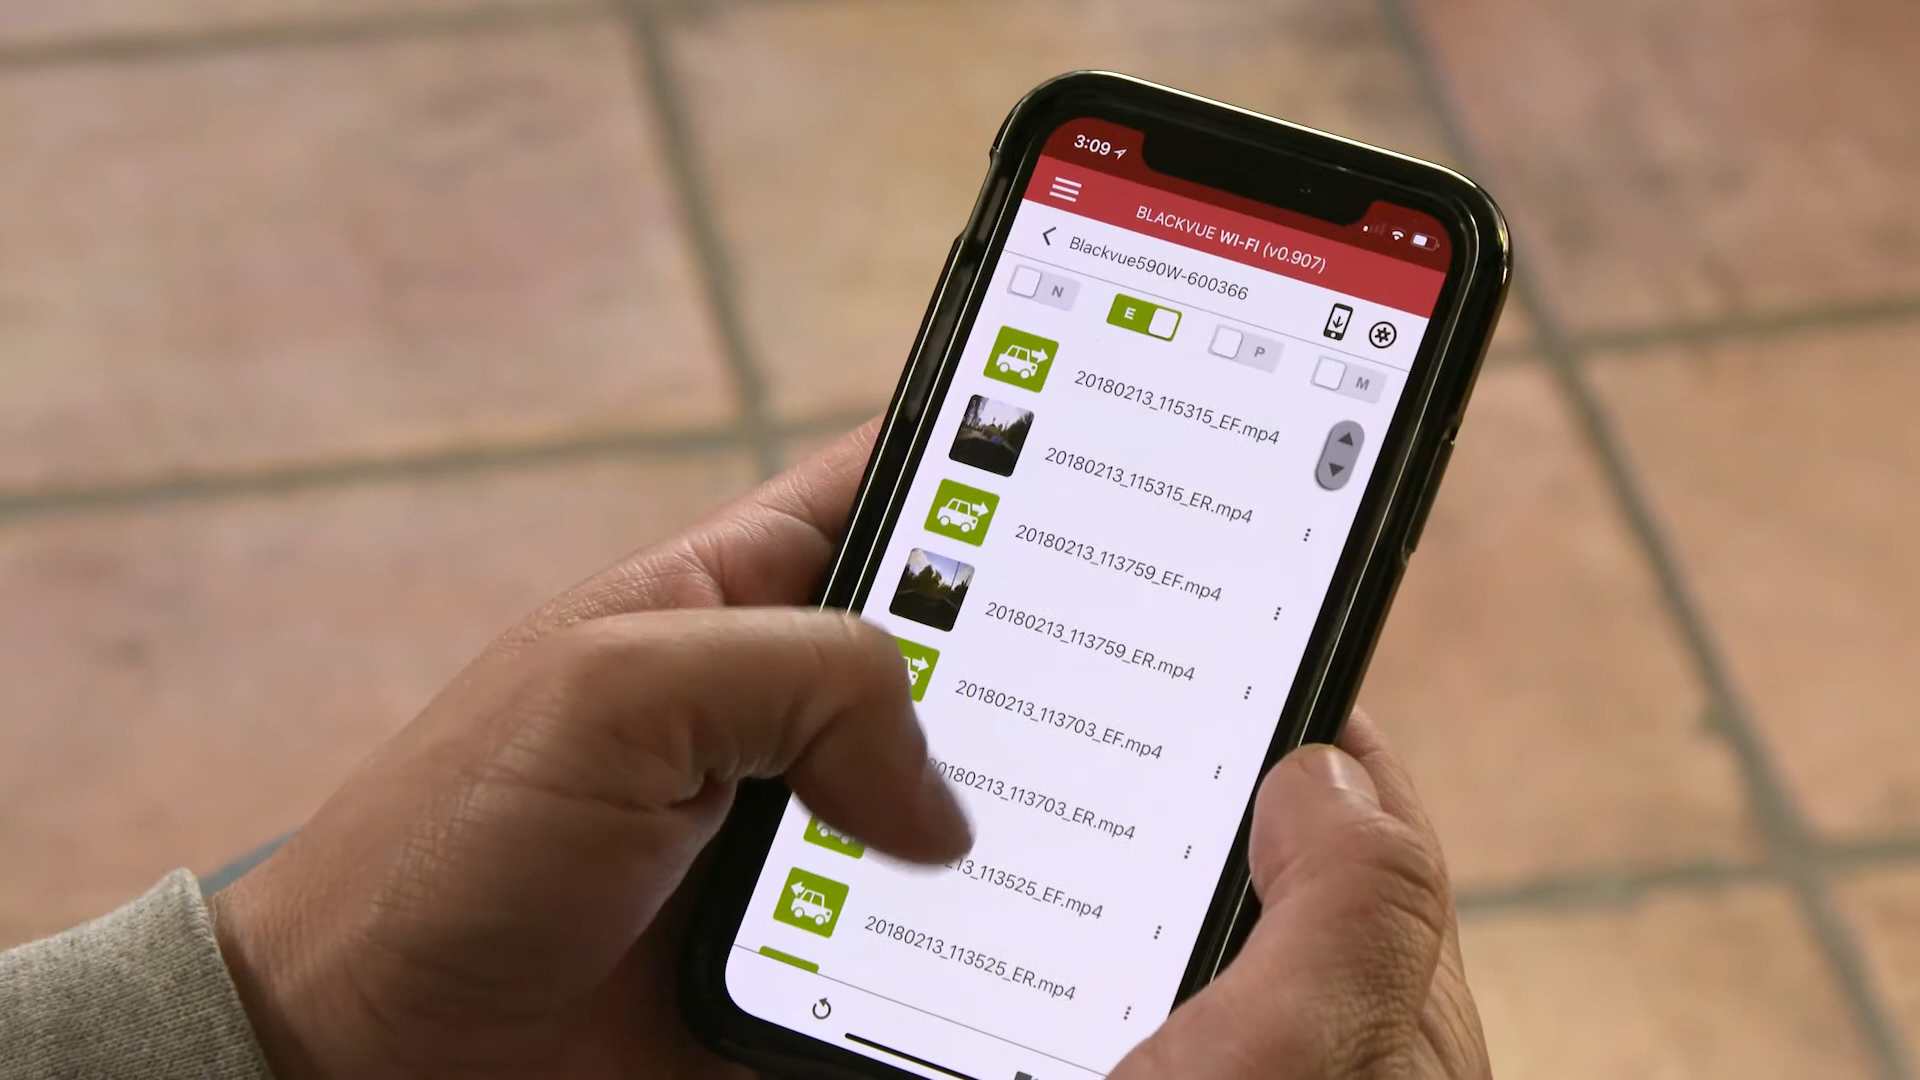 3:09
BLACKVUE WI-FI (v0.907)
Blackvue590W-600366
N E P M
20180213_115315_EF.mp4
20180213_115315_ER.mp4
20180213_113759_EF.mp4
20180213_113759_ER.mp4
20180213_113703_EF.mp4
20180213_113703_ER.mp4
13_113525_EF.mp4
20180213_113525_ER.mp4